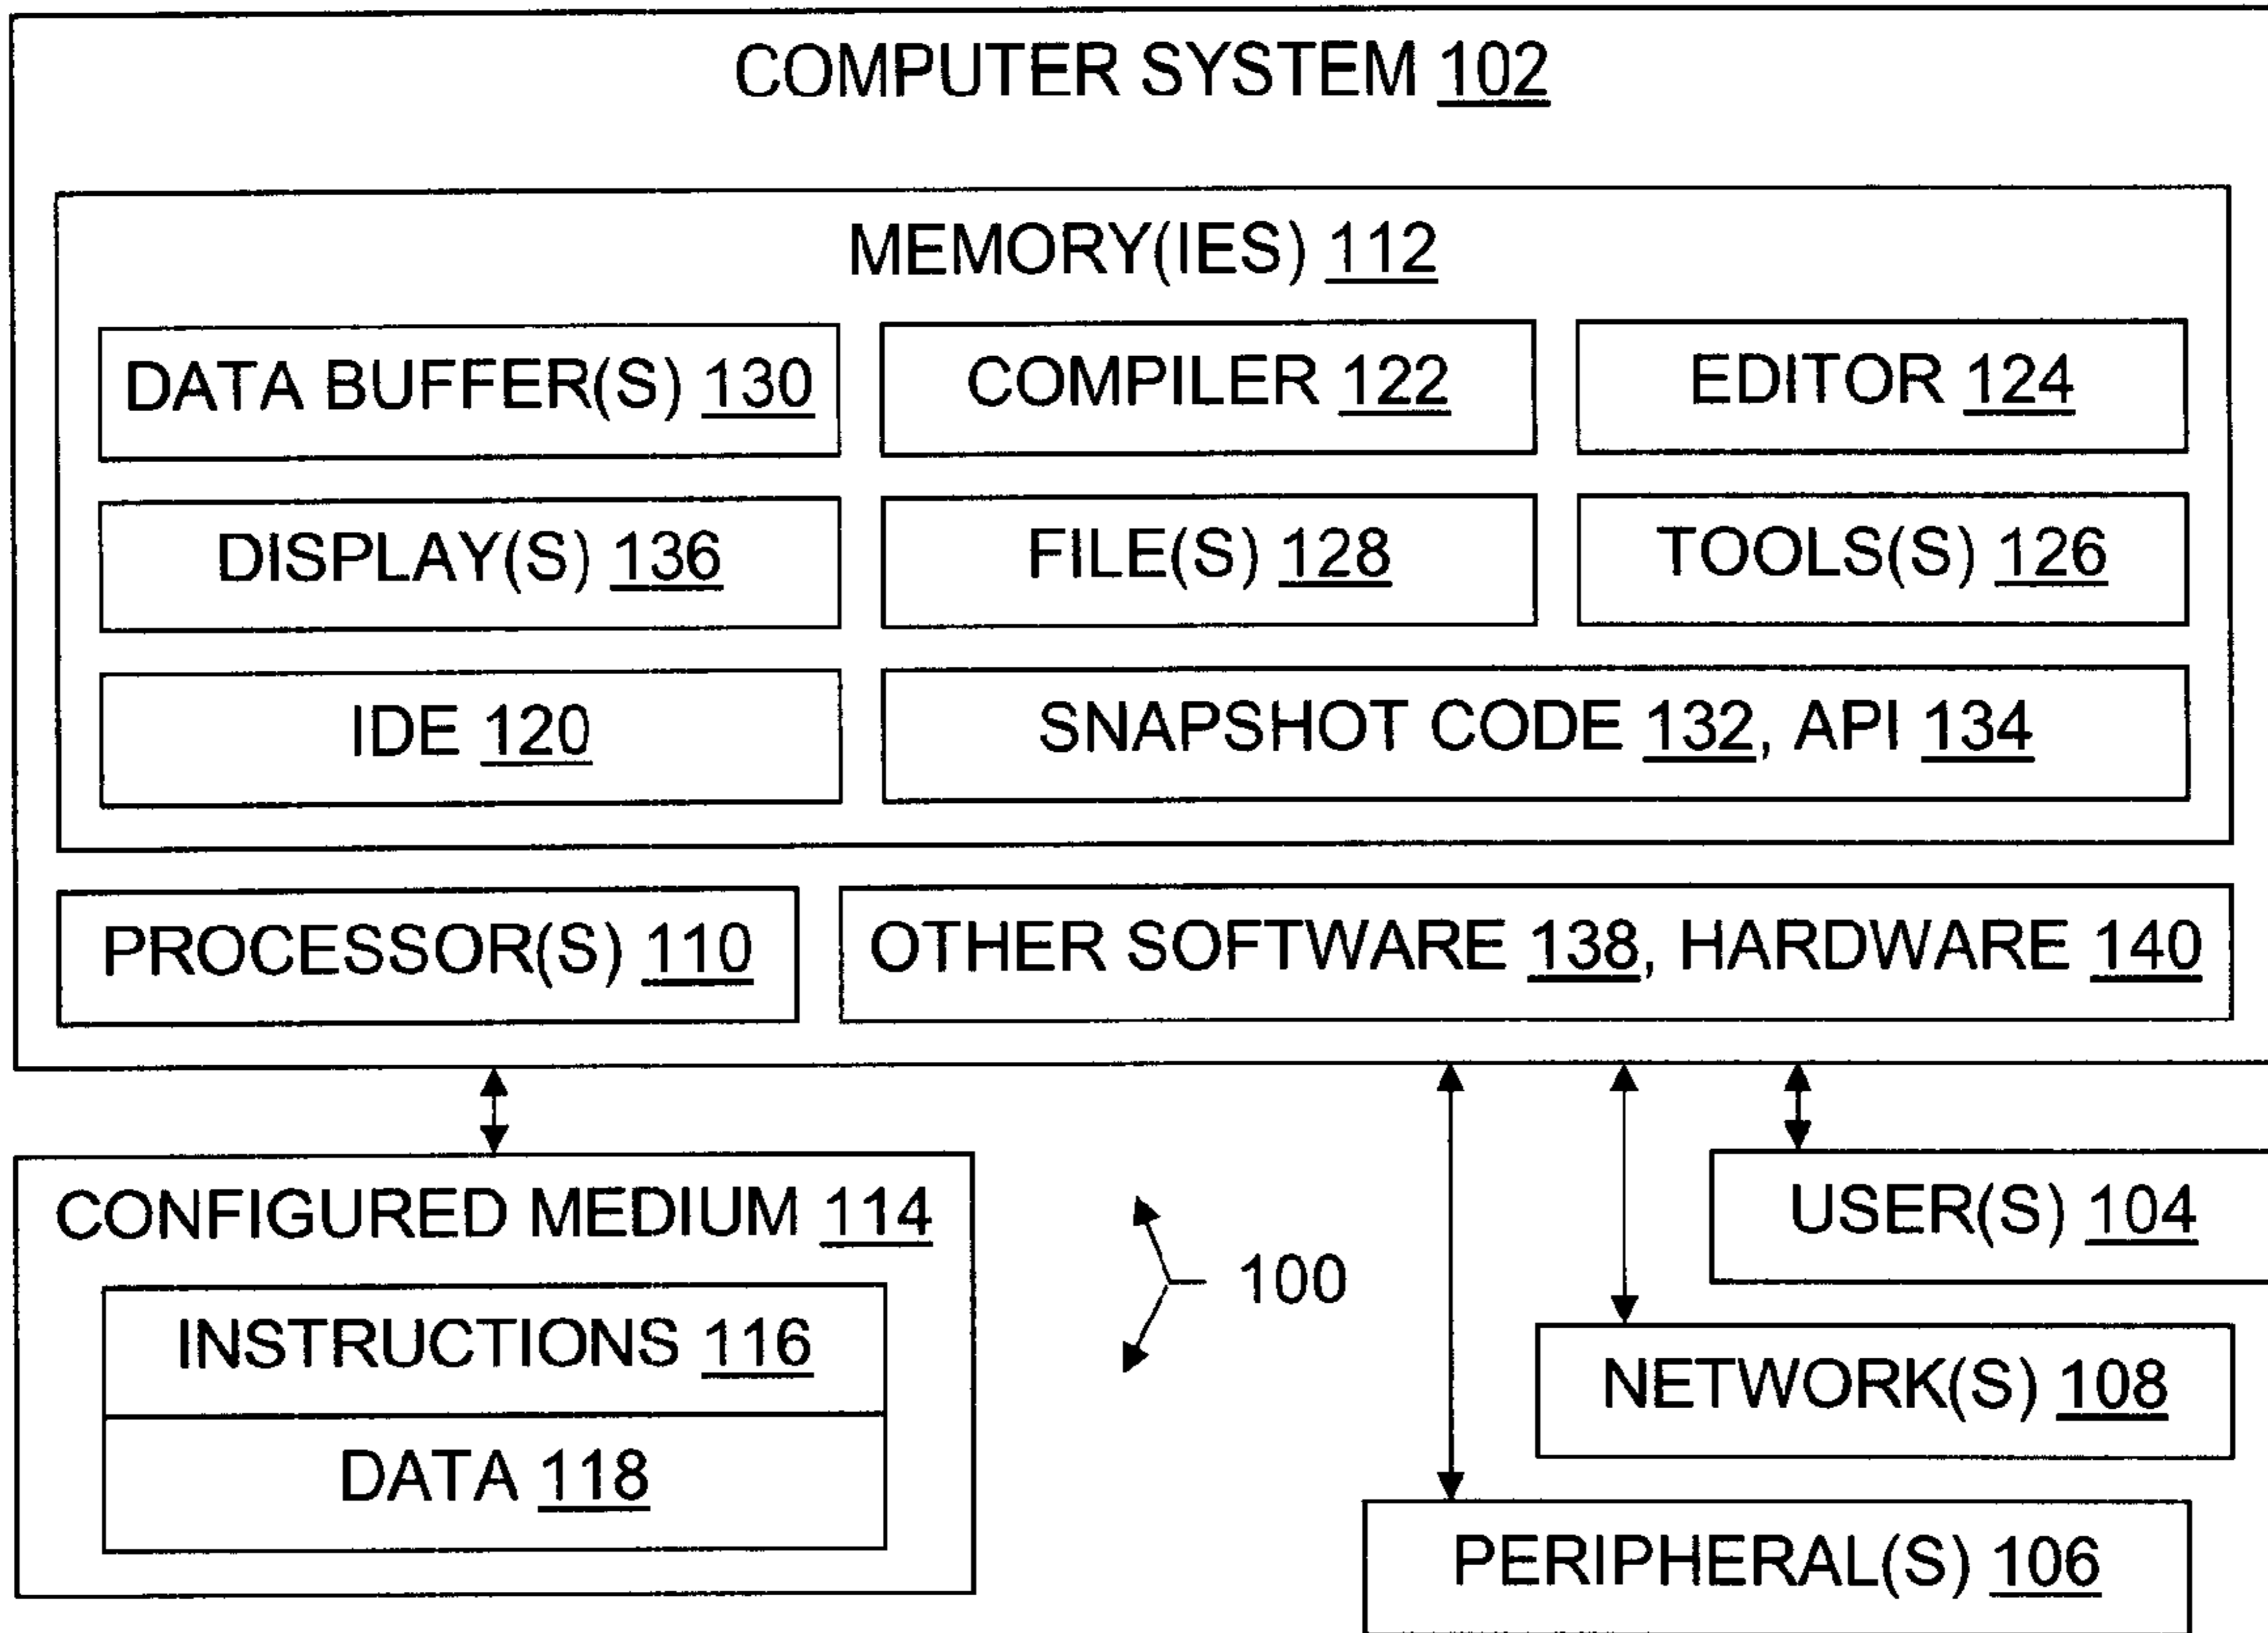 COMPUTER SYSTEM 102
MEMORY(IES) 112
DATA BUFFER(S) 130
COMPILER 122
EDITOR 124
DISPLAY(S) 136
FILE(S) 128
TOOLS(S) 126
IDE 120
SNAPSHOT CODE 132, API 134
PROCESSOR(S) 110
OTHER SOFTWARE 138, HARDWARE 140
CONFIGURED MEDIUM 114
INSTRUCTIONS 116
DATA 118
100
USER(S) 104
NETWORK(S) 108
PERIPHERAL(S) 106